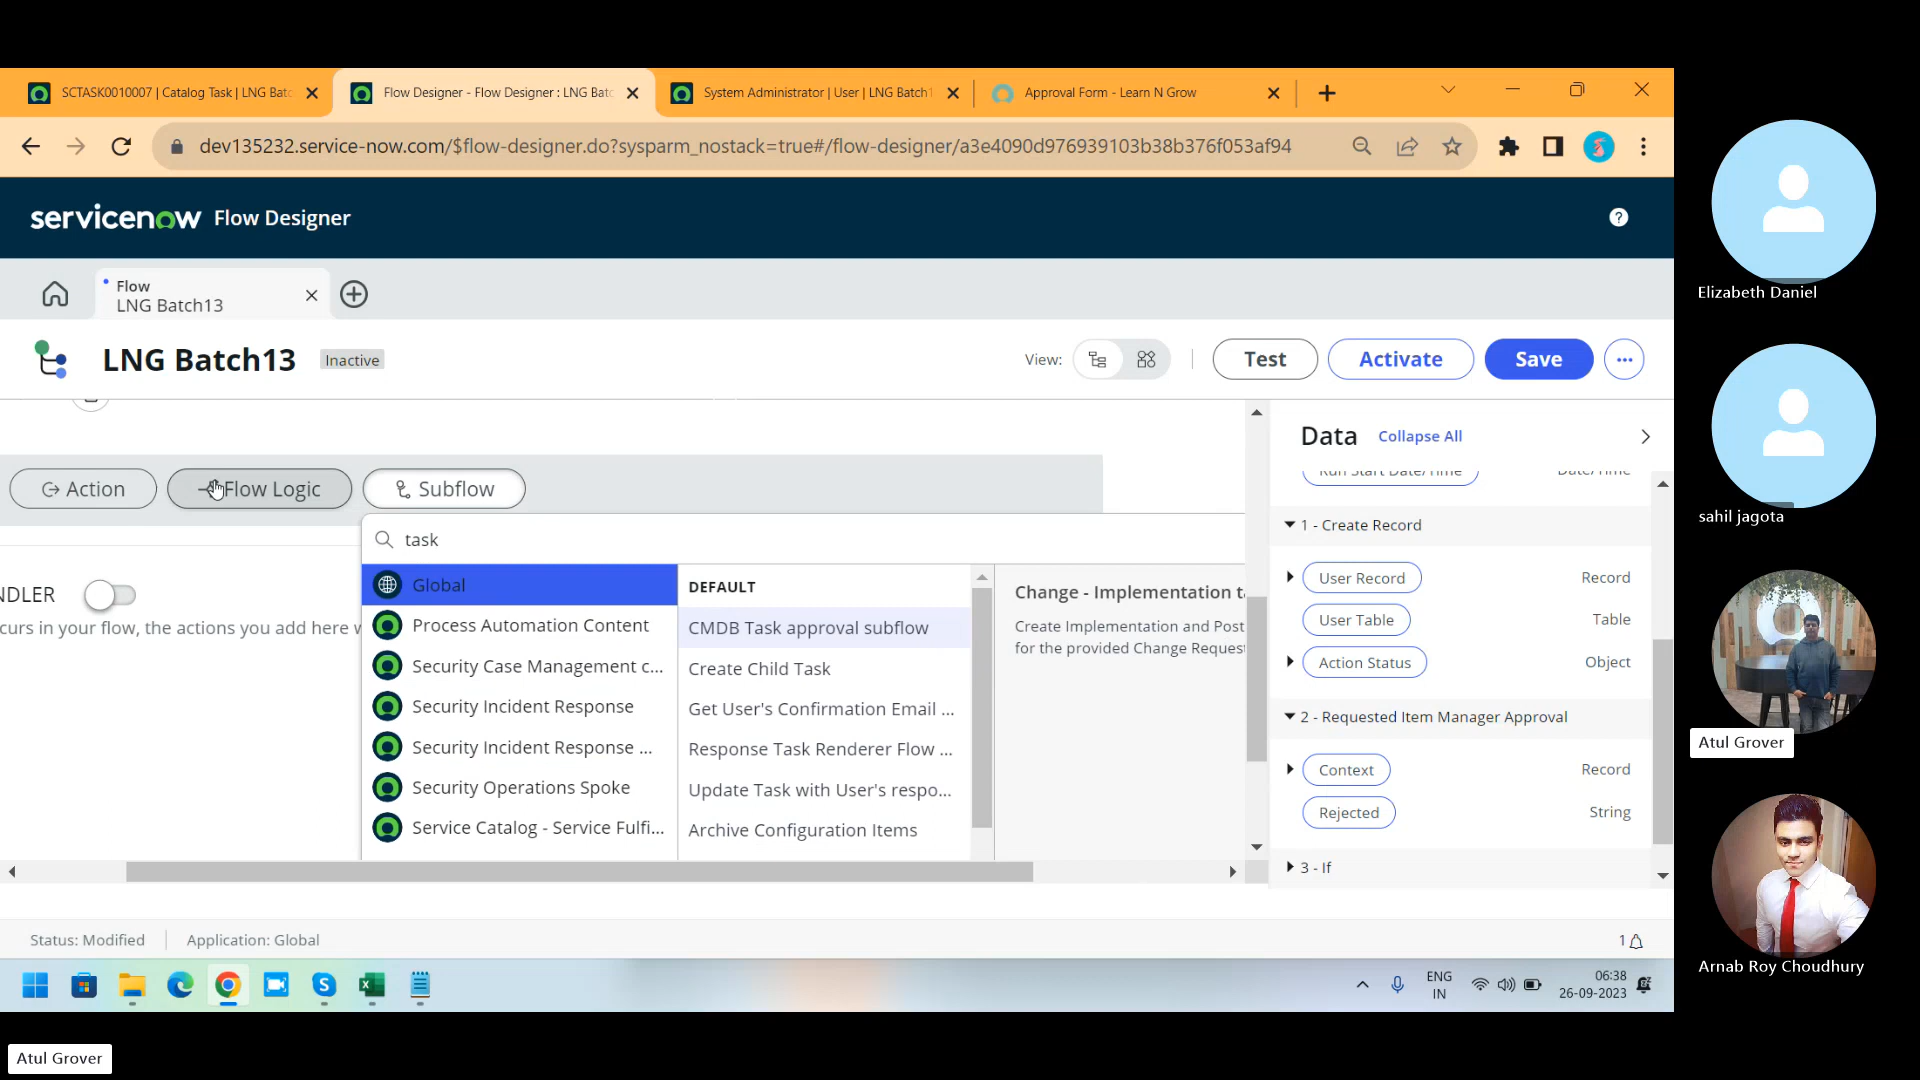 SCTASK0010007 | Catalog Task | LNG Batc
Flow Designer - Flow Designer : LNG Batc
System Administrator | User | LNG Batch1
Approval Form - Learn N Grow
dev135232.service-now.com/$flow-designer.do?sysparm_nostack=true#/flow-designer/a3e4090d976939103b38b376f053af94
servicenow Flow Designer
Flow
LNG Batch13
LNG Batch13
Inactive
View:
Test
Activate
Save
Action
Flow Logic
Subflow
task
NDLER
curs in your flow, the actions you add here w
Global
Process Automation Content
Security Case Management c...
Security Incident Response
Security Incident Response ...
Security Operations Spoke
Service Catalog - Service Fulfi...
DEFAULT
CMDB Task approval subflow
Create Child Task
Get User's Confirmation Email ...
Response Task Renderer Flow ...
Update Task with User's respo...
Archive Configuration Items
Change - Implementation t
Create Implementation and Post
for the provided Change Reques
Data
Collapse All
Run Start Date/Time
Date/Time
1 - Create Record
User Record
Record
User Table
Table
Action Status
Object
2 - Requested Item Manager Approval
Context
Record
Rejected
String
3 - If
Status: Modified
Application: Global
1
ENG
IN
06:38
26-09-2023
Elizabeth Daniel
sahil jagota
Atul Grover
Arnab Roy Choudhury
Atul Grover